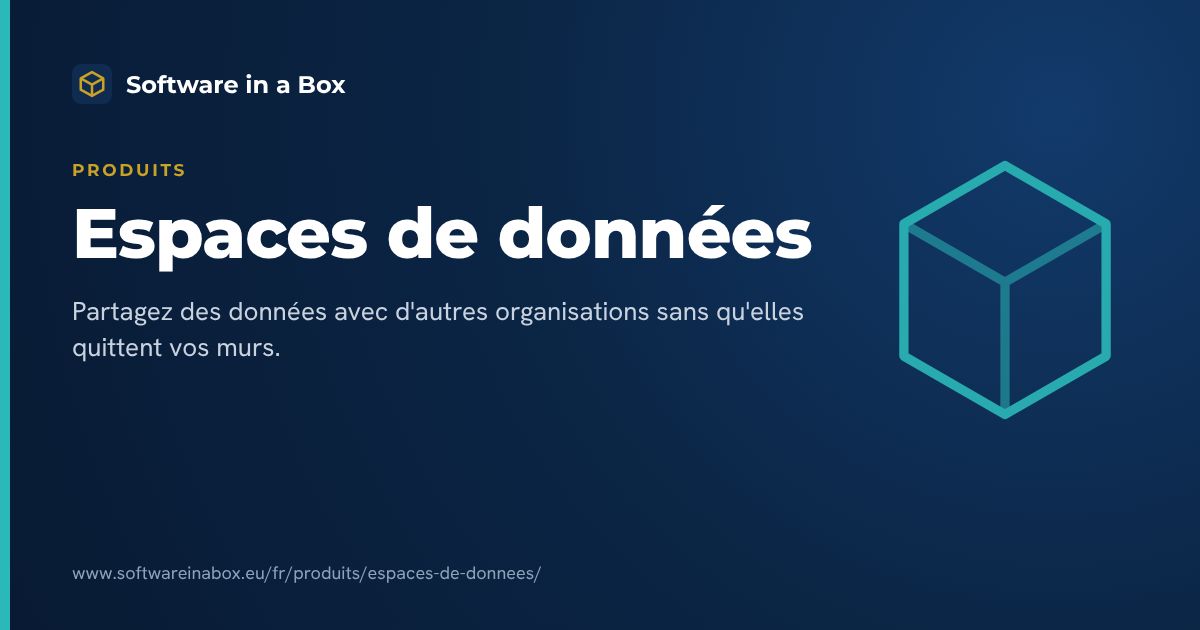 Software in a Box
PRODUITS
Espaces de données
Partagez des données avec d'autres organisations sans qu'elles
quittent vos murs.
www.softwareinabox.eu/fr/produits/espaces-de-donnees/